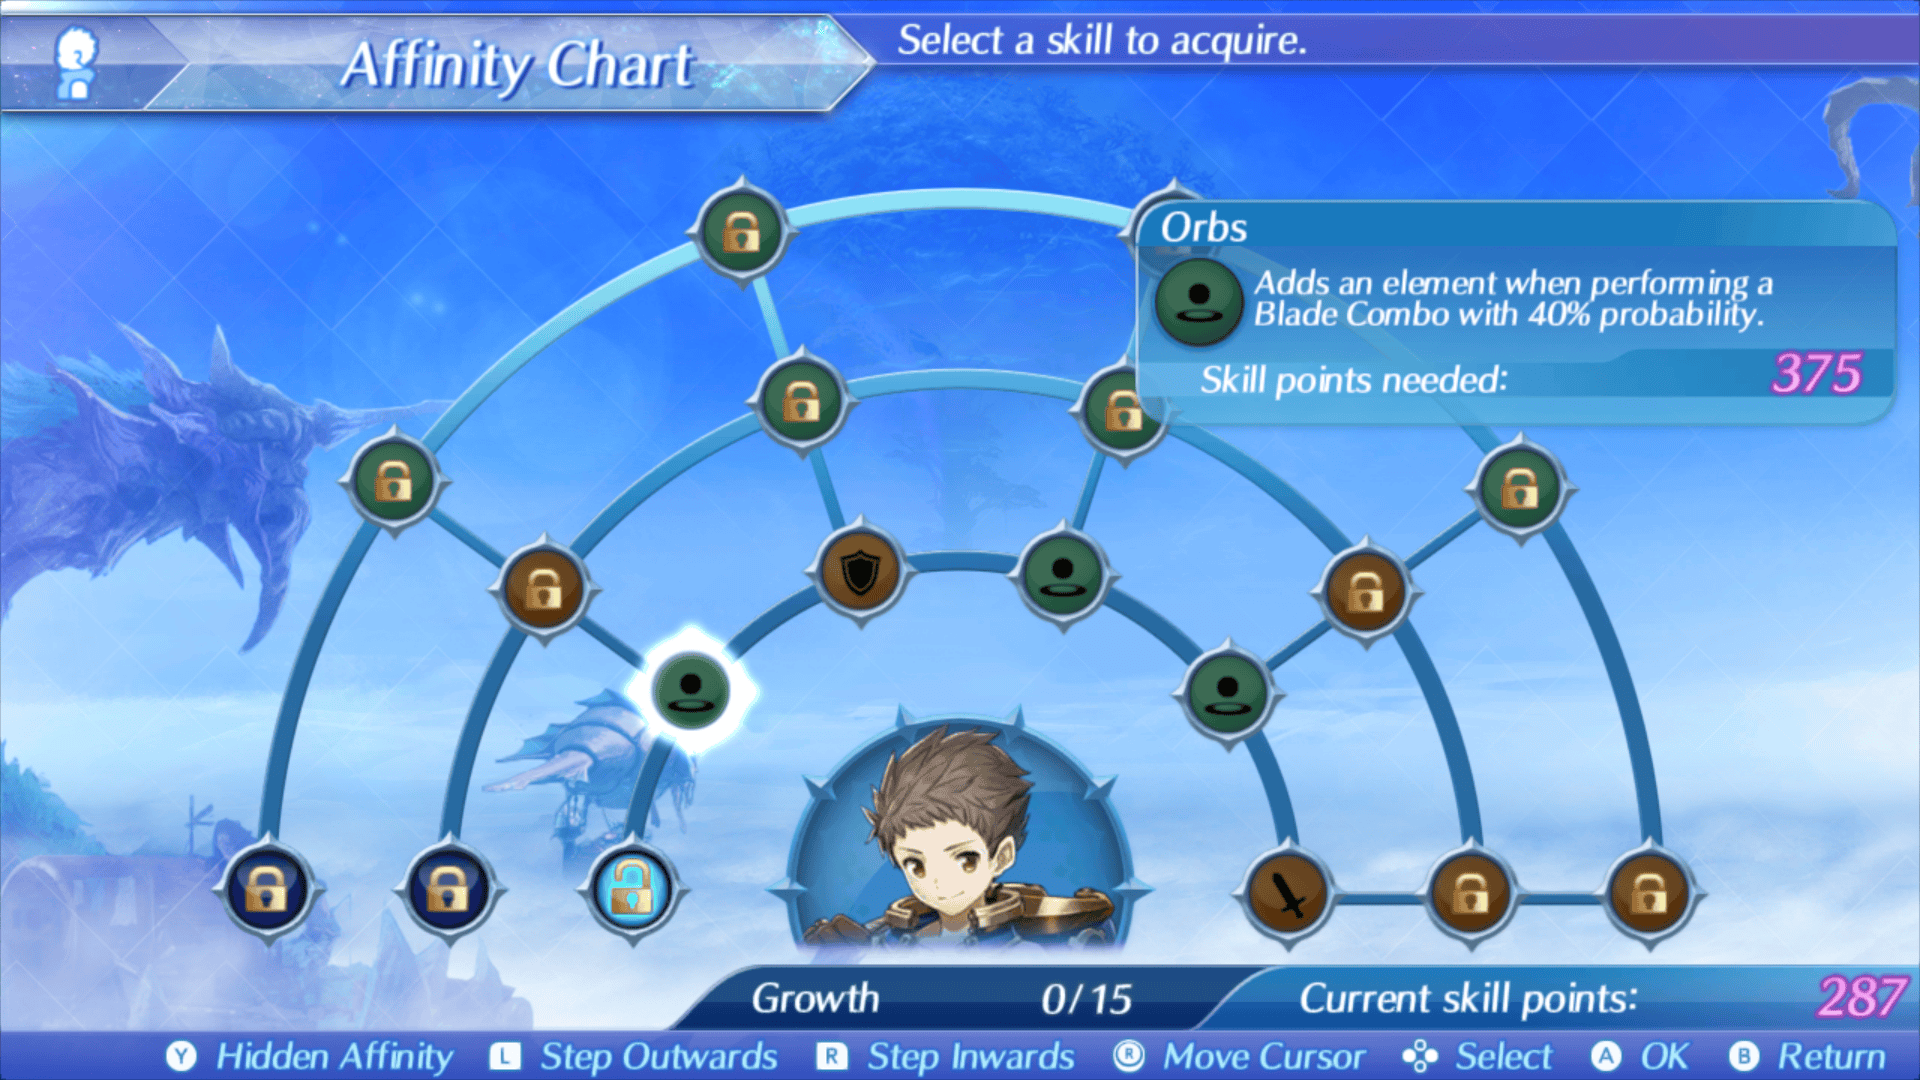 Affinity Chart
Select a skill to acquire.
Orbs
Adds an element when performing a
Blade Combo with 40% probability.
Skill points needed: 375
Growth 0/15
Current skill points: 287
Y Hidden Affinity L Step Outwards R Step Inwards R Move Cursor Select A OK B Return